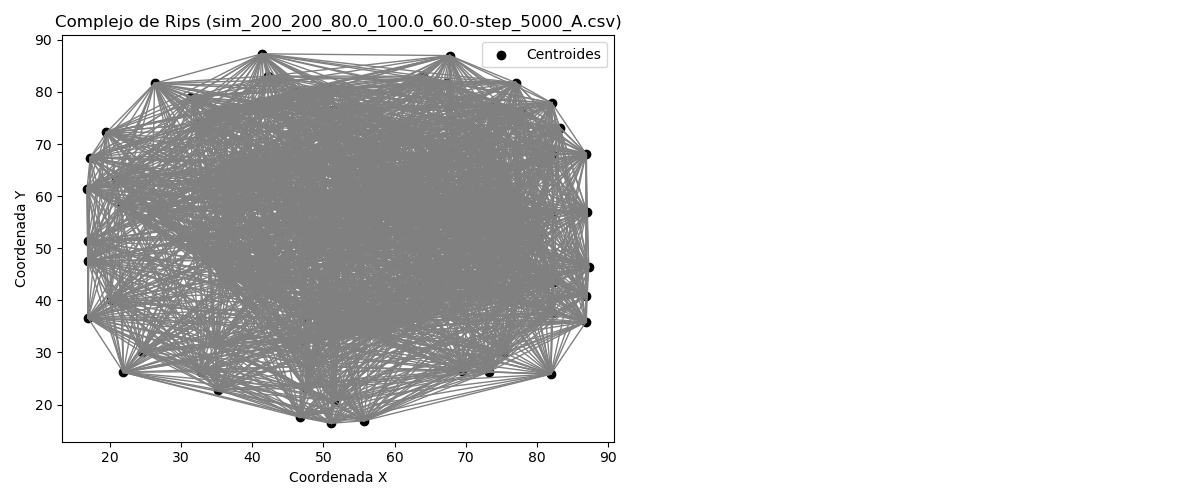 Complejo de Rips (sim_200_200_80.0_100.0_60.0-step_5000_A.csv)
Centroides
90
80
70
60
50
40
30
20
Coordenada Y
20 30 40 50 60 70 80 90
Coordenada X